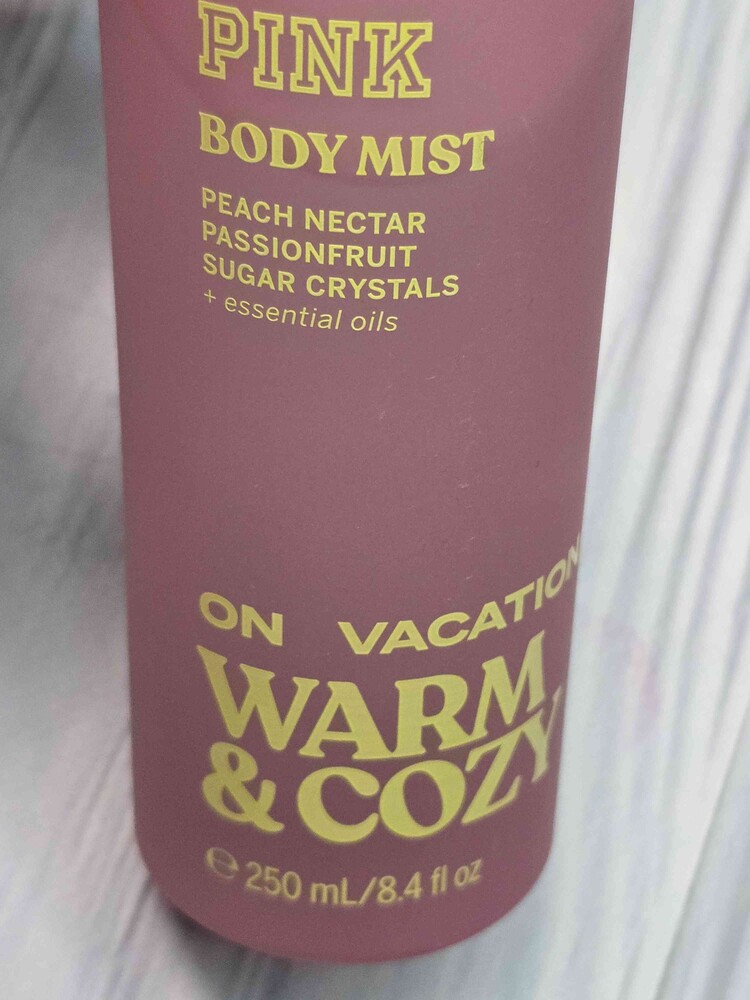 PINK
BODY MIST
PEACH NECTAR
PASSIONFRUIT
SUGAR CRYSTALS
+ essential oils
ON VACATION
WARM
& COZY
℮ 250 mL/8.4 fl oz